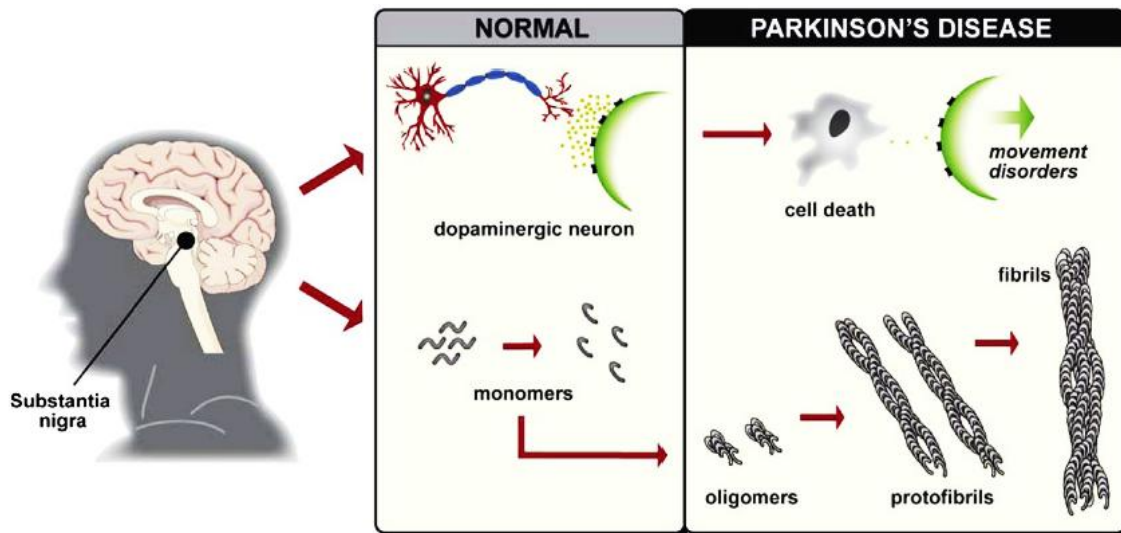 NORMAL
PARKINSON'S DISEASE
movement
disorders
cell death
dopaminergic neuron
fibrils
Substantia
nigra
monomers
oligomers
protofibrils